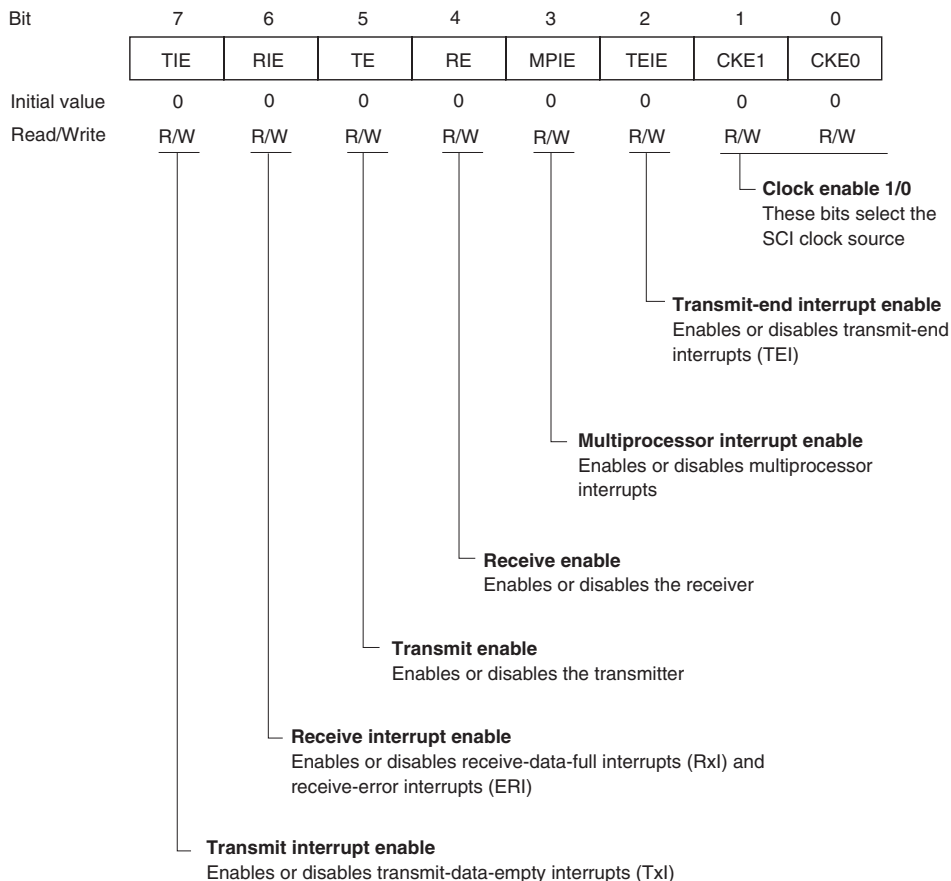 Bit 7 6 5 4 3 2 1 0
TIE RIE TE RE MPIE TEIE CKE1 CKE0
Initial value 0 0 0 0 0 0 0 0
Read/Write R/W R/W R/W R/W R/W R/W R/W R/W
Clock enable 1/0
These bits select the
SCI clock source
Transmit-end interrupt enable
Enables or disables transmit-end
interrupts (TEI)
Multiprocessor interrupt enable
Enables or disables multiprocessor
interrupts
Receive enable
Enables or disables the receiver
Transmit enable
Enables or disables the transmitter
Receive interrupt enable
Enables or disables receive-data-full interrupts (RxI) and
receive-error interrupts (ERI)
Transmit interrupt enable
Enables or disables transmit-data-empty interrupts (TxI)